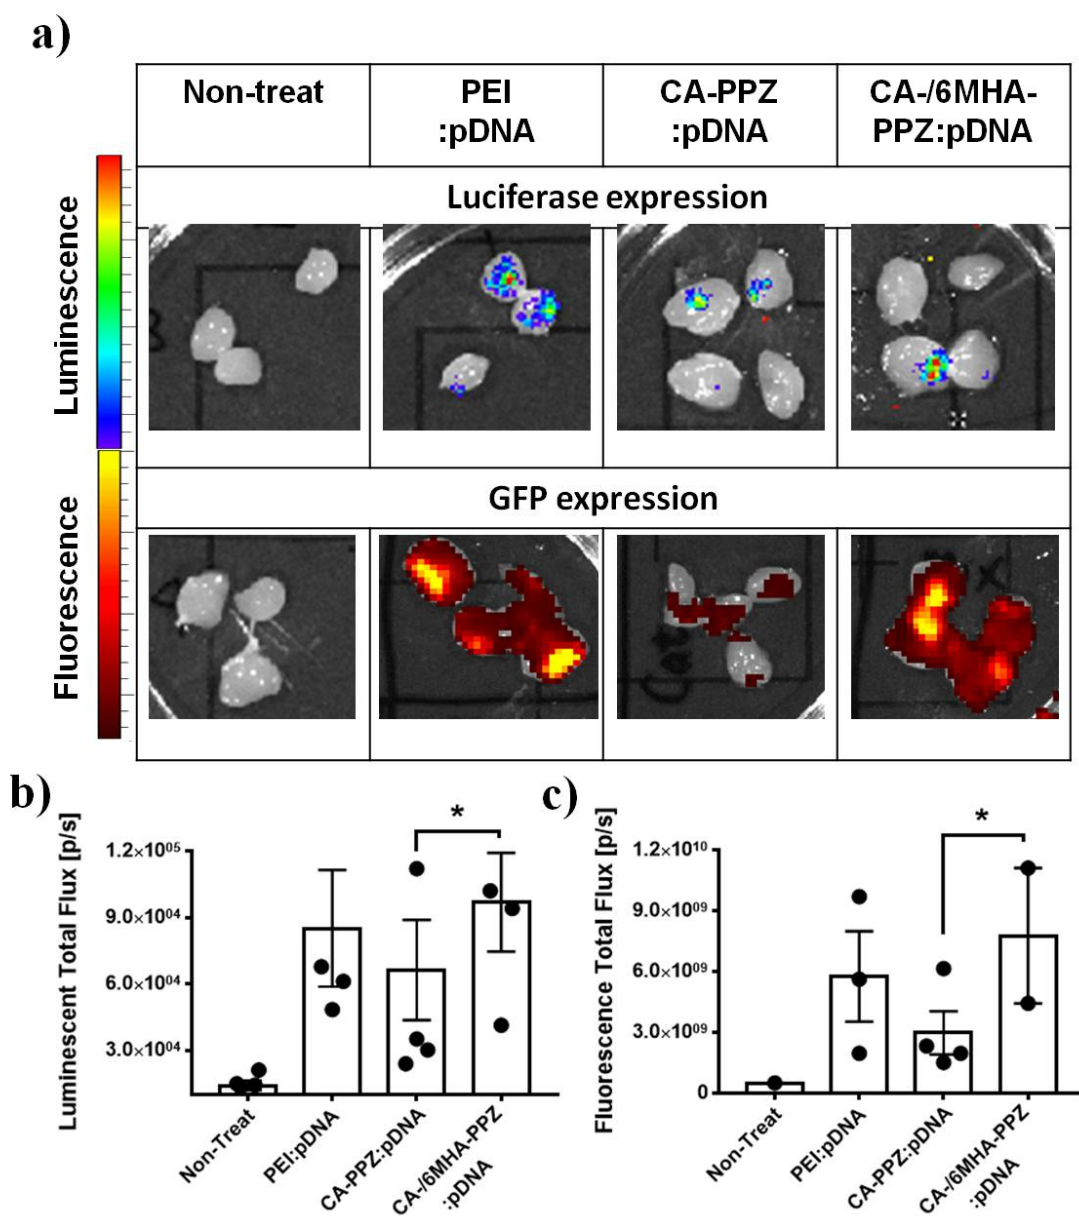 a)
Non-treat
PEI
:pDNA
CA-PPZ
:pDNA
CA-/6MHA-
PPZ:pDNA
Luminescence
Luciferase expression
Fluorescence
GFP expression
b)
Luminescent Total Flux [p/s]
1.2×10⁰⁵
9.0×10⁰⁴
6.0×10⁰⁴
3.0×10⁰⁴
*
Non-Treat
PEI:pDNA
CA-PPZ:pDNA
CA-/6MHA-PPZ
:pDNA
c)
Fluorescence Total Flux [p/s]
1.2×10¹⁰
9.0×10⁰⁹
6.0×10⁰⁹
3.0×10⁰⁹
0
*
Non-Treat
PEI:pDNA
CA-PPZ:pDNA
CA-/6MHA-PPZ
:pDNA